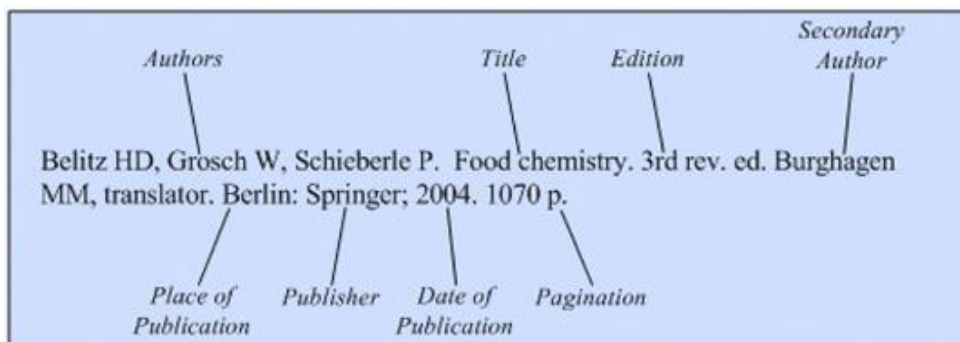 Secondary
Authors Title Edition Author
Belitz HD, Grosch W, Schieberle P. Food chemistry. 3rd rev. ed. Burghagen
MM, translator. Berlin: Springer; 2004. 1070 p.
Place of Publisher Date of Pagination
Publication Publication